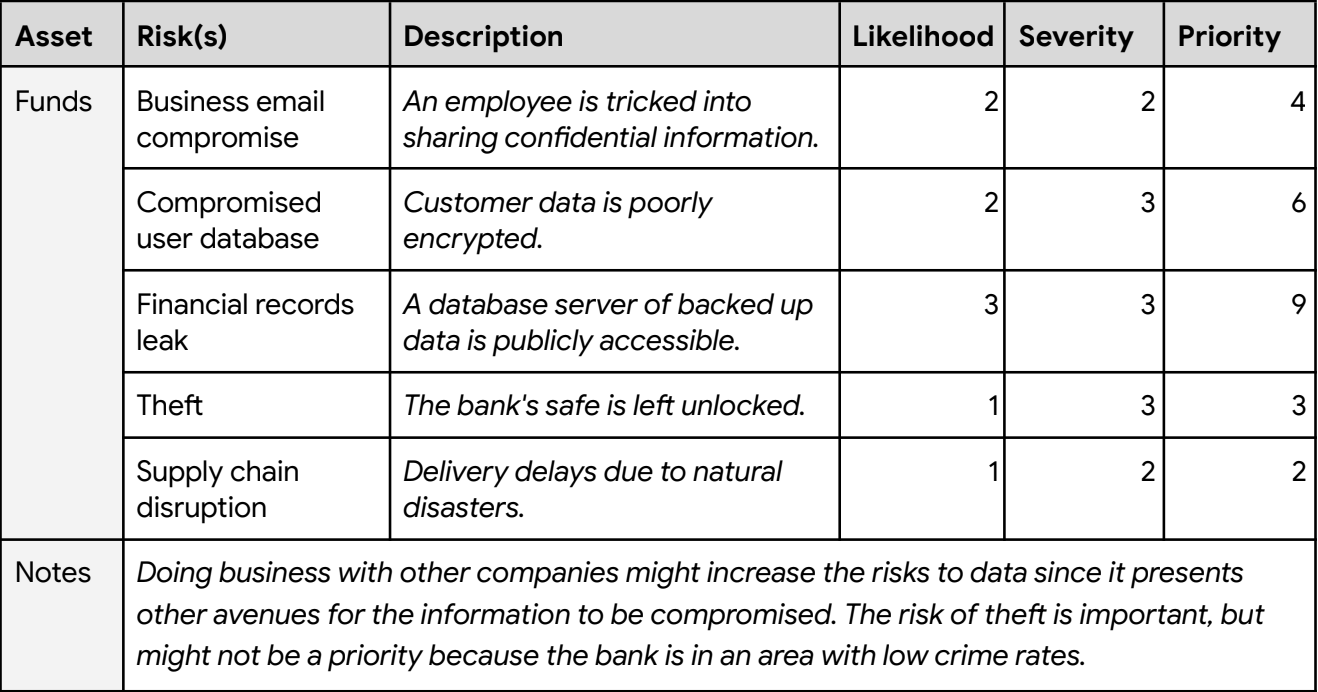 Asset Risk(s) Description Likelihood Severity Priority
Funds Business email An employee is tricked into 2 2 4
compromise sharing confidential information.
Compromised Customer data is poorly 2 3 6
user database encrypted.
Financial records A database server of backed up 3 3 9
leak data is publicly accessible.
Theft The bank's safe is left unlocked. 1 3 3
Supply chain Delivery delays due to natural 1 2 2
disruption disasters.
Notes Doing business with other companies might increase the risks to data since it presents
other avenues for the information to be compromised. The risk of theft is important, but
might not be a priority because the bank is in an area with low crime rates.